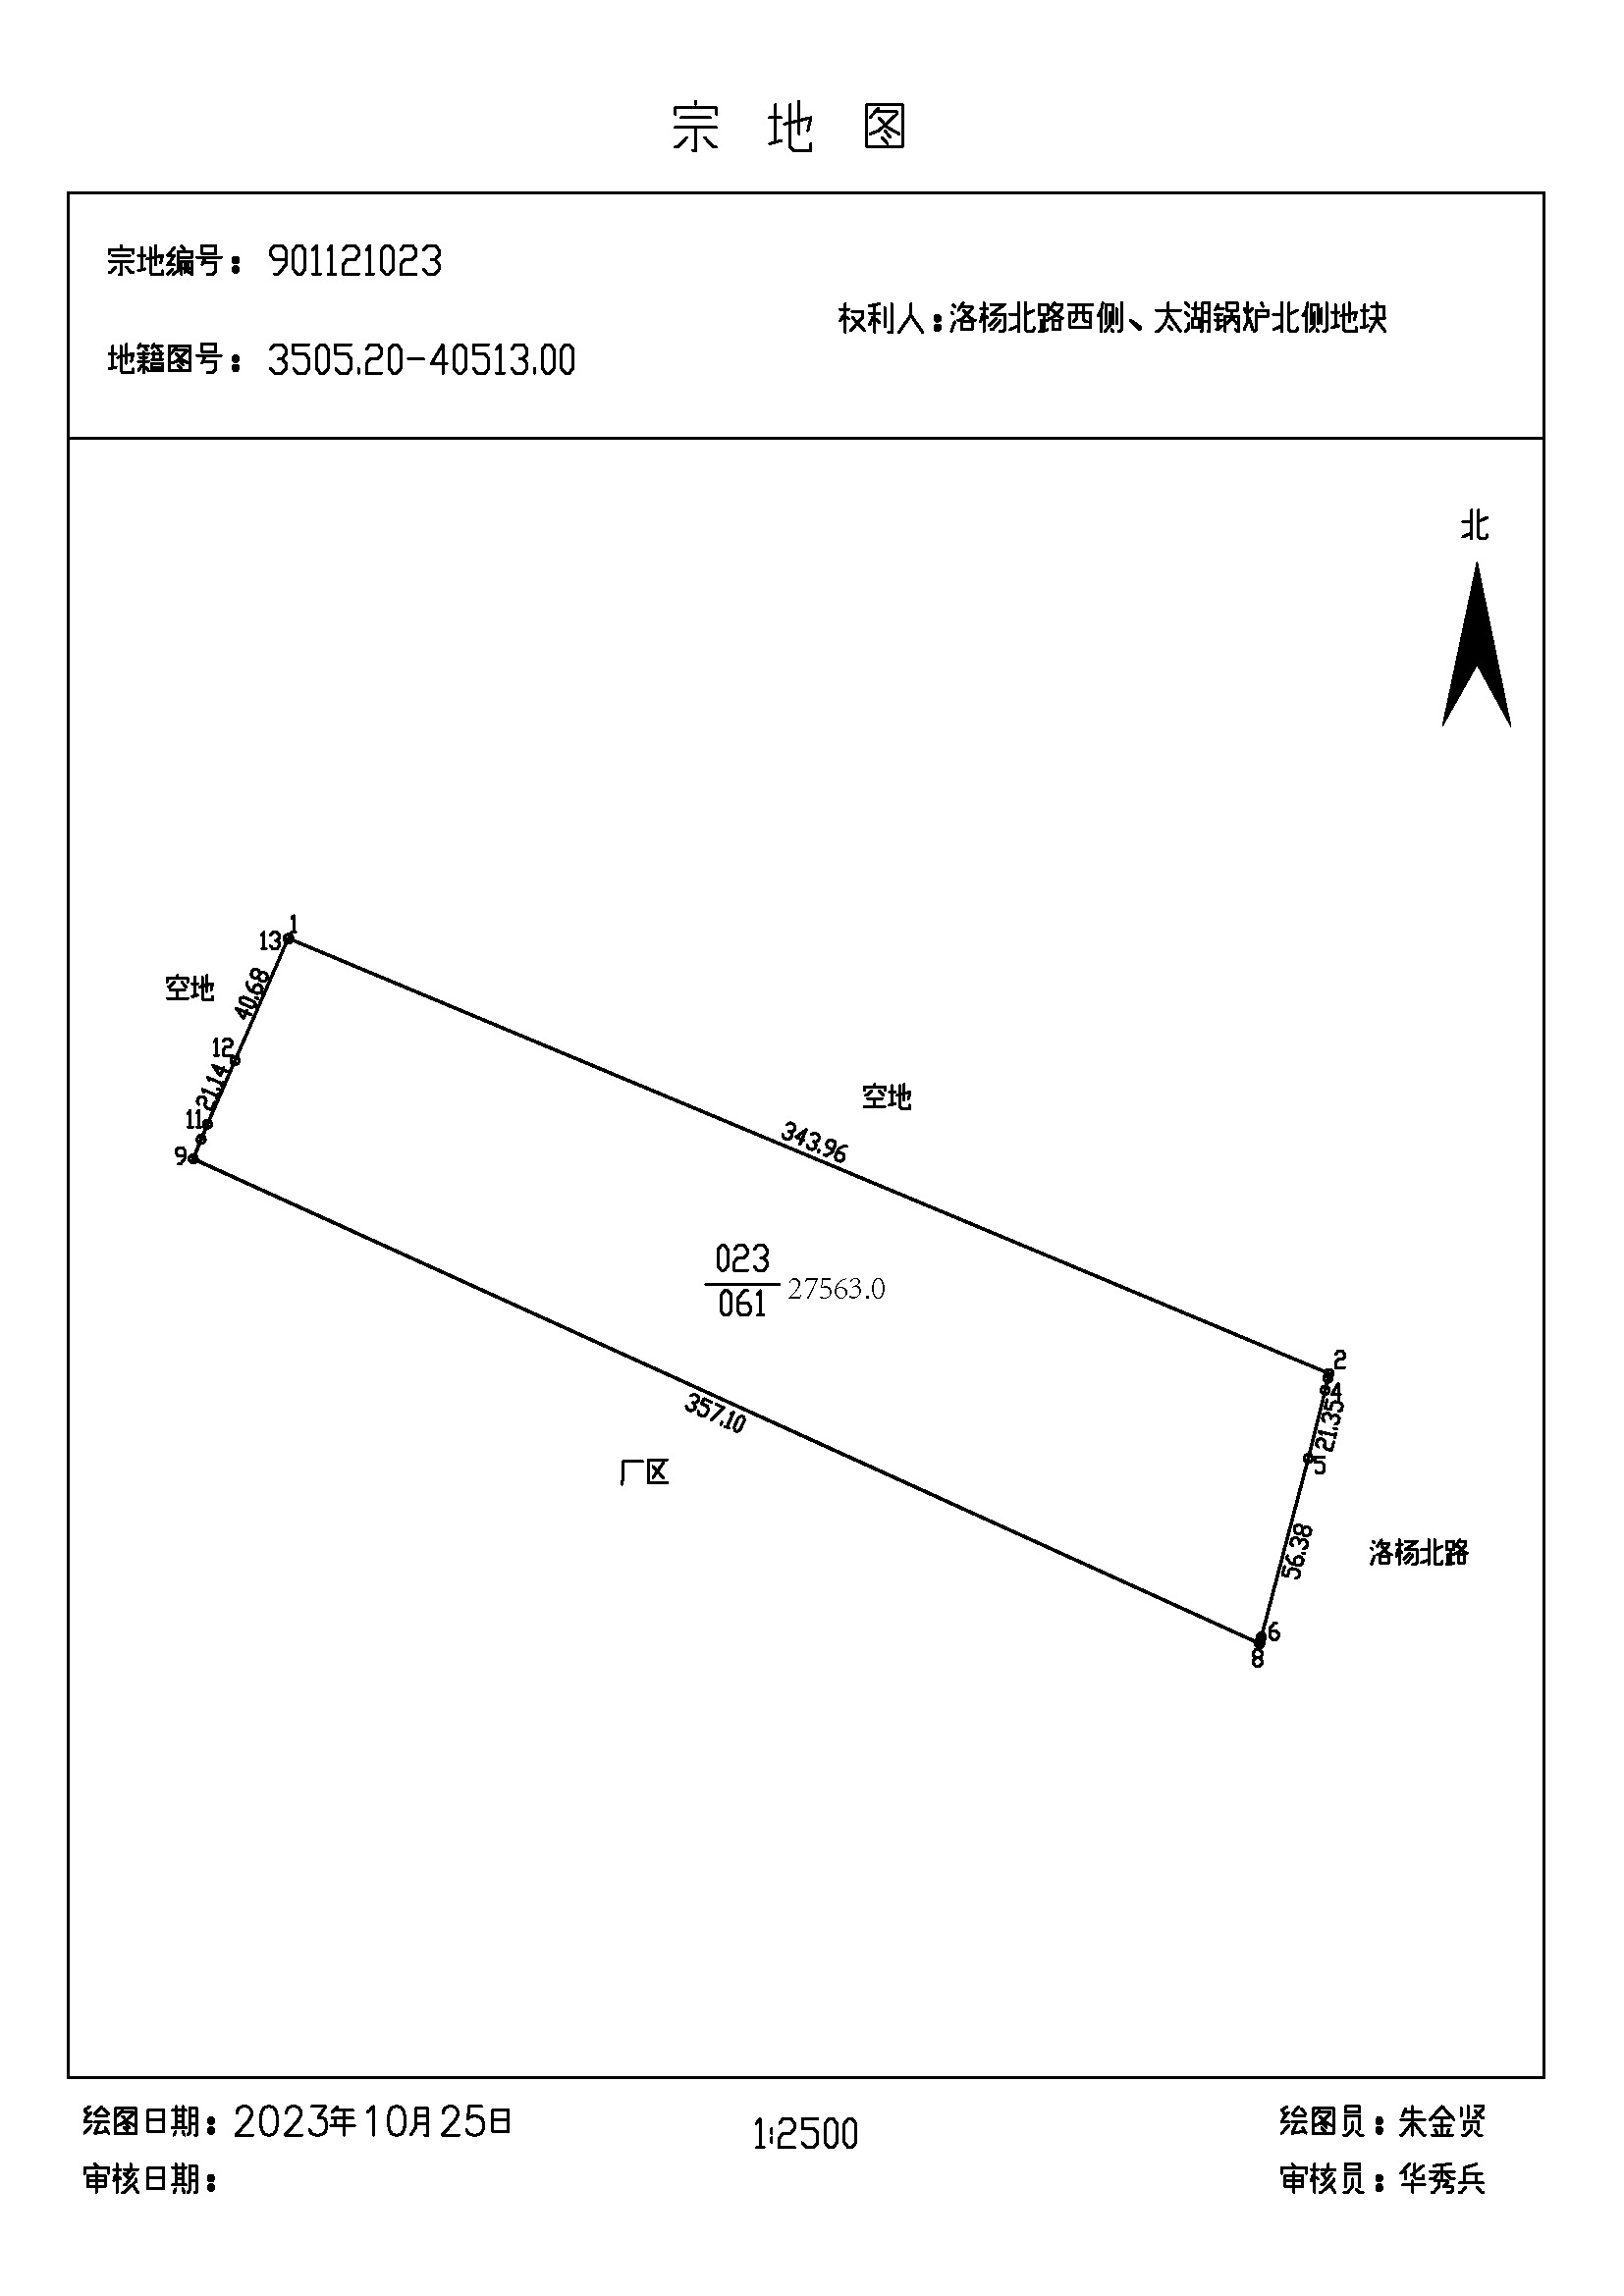 宗地图
宗地编号：901121023
权利人：洛杨北路西侧、太湖锅炉北侧地块
地籍图号：3505.20-40513.00
北
1
13
空地
40.68
12
21.14
11
9
空地
343.96
023
061
27563.0
2
4
21.35
5
357.10
厂区
56.38
洛杨北路
6
8
绘图日期：2023年10月25日
1:2500
绘图员：朱金贤
审核日期：
审核员：华秀兵